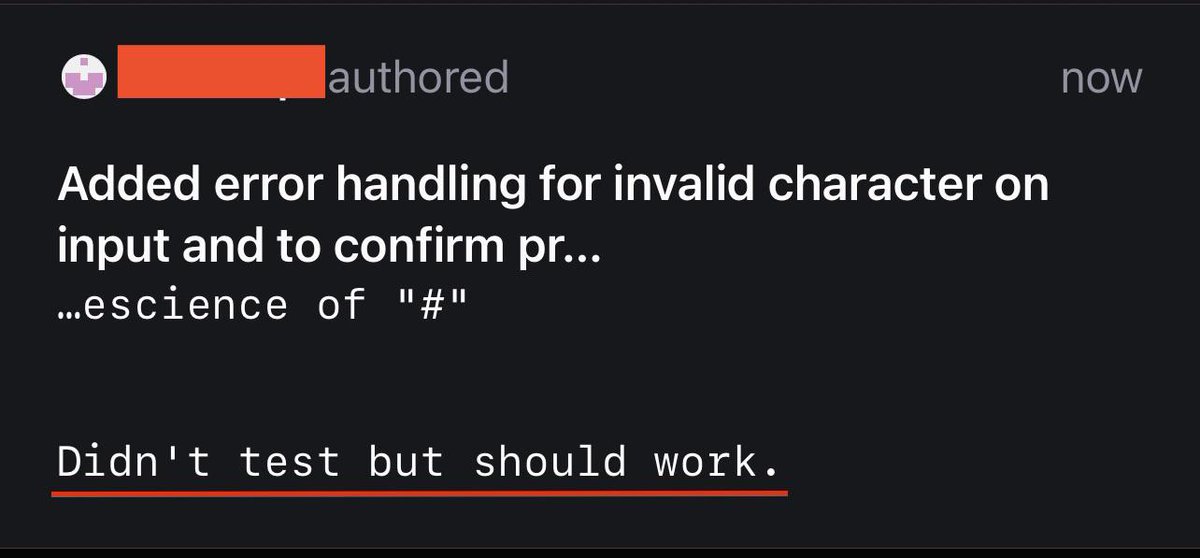 authored now
Added error handling for invalid character on
input and to confirm pr...
…escience of "#"
Didn't test but should work.